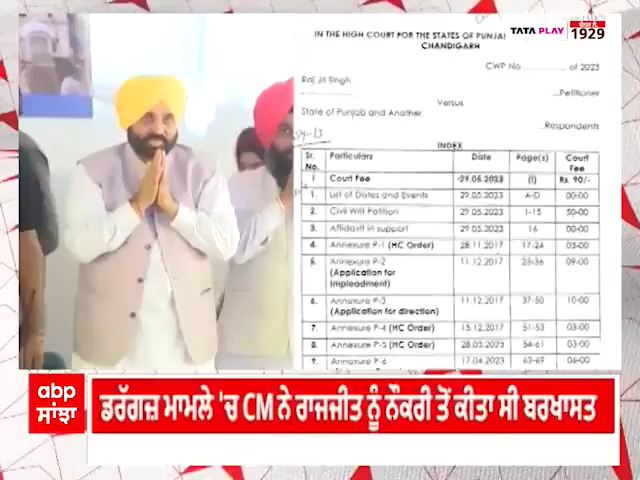 IN THE HIGH COURT FOR THE STATES OF PUNJAB
CHANDIGARH
TATA PLAY
1929
CWP No. .............. of 2023
Raj Jit Singh
...Petitioner
Versus
State of Punjab and Another
...Respondents
INDEX
Sr. No. Particulars Date Page(s) Court Fee
1 Court Fee 29.05.2023 (i) Rs. 90/-
1. List of Dates and Events 29.05.2023 A-D 00-00
2. Civil Writ Petition 29.05.2023 1-15 50-00
3. Affidavit in support 29.05.2023 16 00-00
4. Annexure P-1 (HC Order) 28.11.2017 17-24 03-00
5. Annexure P-2 11.12.2017 25-36 09-00
(Application for
Impleadment)
6. Annexure P-3 11.12.2017 37-50 10-00
(Application for direction)
7. Annexure P-4 (HC Order) 15.12.2017 51-53 03-00
8. Annexure P-5 (HC Order) 28.03.2023 54-61 03-00
9. Annexure P-6 17.04.2023 62-69 06-00
abp
ਸਾਂਝਾ
ਡਰੱਗਜ਼ ਮਾਮਲੇ 'ਚ CM ਨੇ ਰਾਜਜੀਤ ਨੂੰ ਨੌਕਰੀ ਤੋਂ ਕੀਤਾ ਸੀ ਬਰਖਾਸਤ